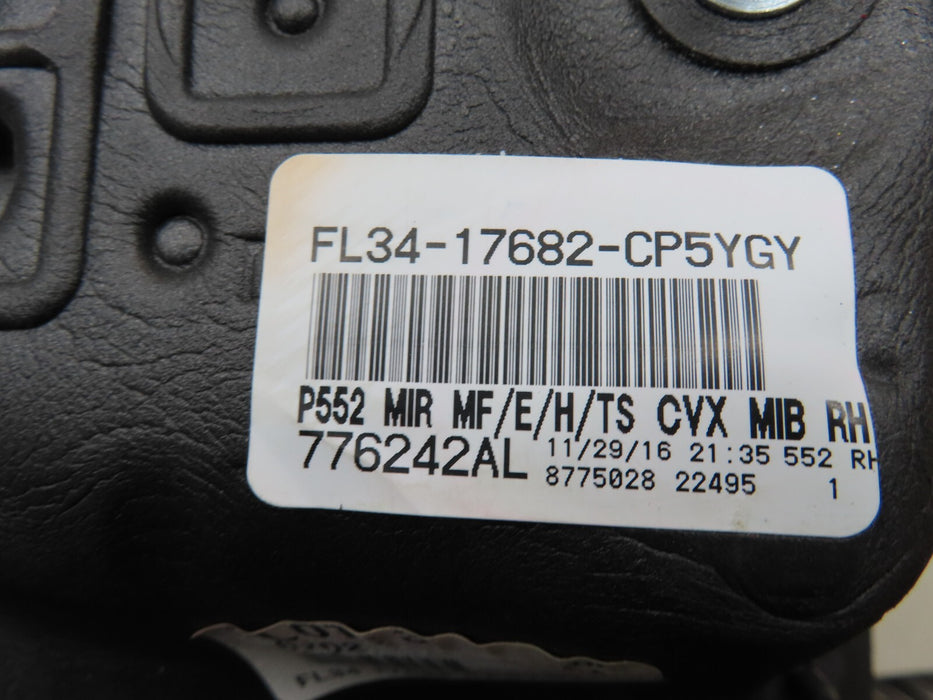 FL34-17682-CP5YGY
P552 MIR MF/E/H/TS CVX MIB RH
776242AL 11/29/16 21:35 552 RH
8775028 22495 1